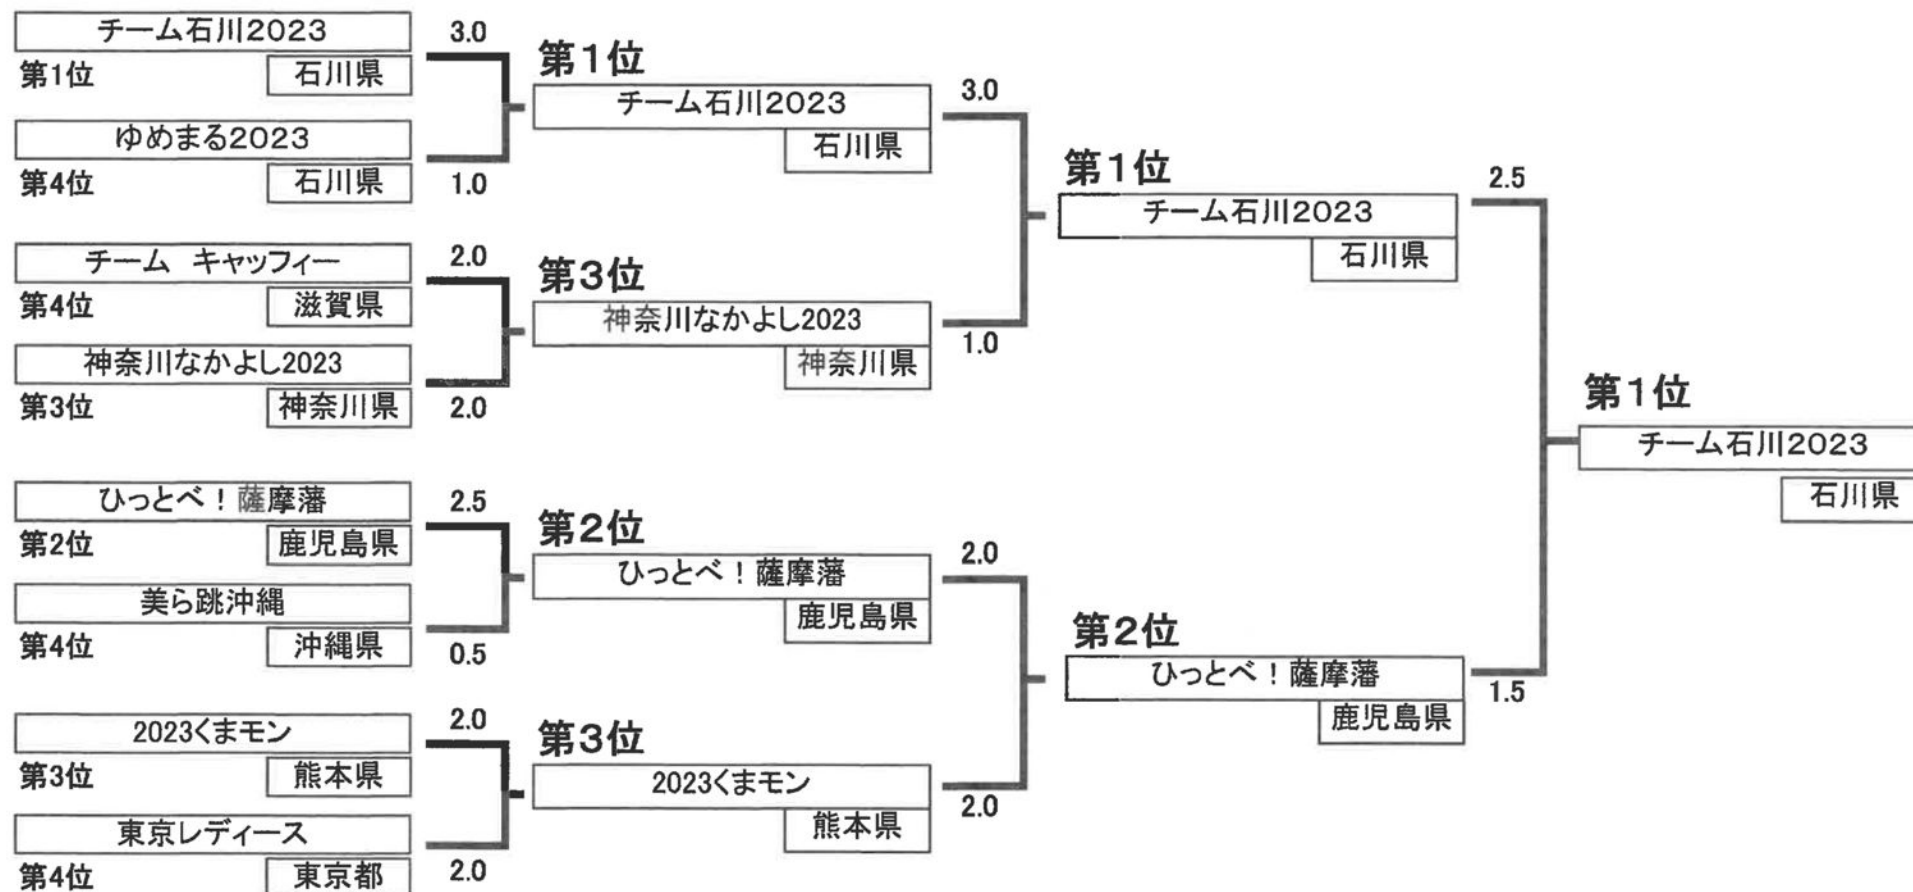 チーム石川2023
3.0
第1位
石川県
ゆめまる2023
第4位
石川県
1.0
チーム　キャッフィー
2.0
第4位
滋賀県
神奈川なかよし2023
第3位
神奈川県
2.0
ひっとべ！薩摩藩
2.5
第2位
鹿児島県
美ら跳沖縄
第4位
沖縄県
0.5
2023くまモン
2.0
第3位
熊本県
東京レディース
第4位
東京都
2.0
第1位
チーム石川2023
石川県
3.0
第3位
神奈川なかよし2023
神奈川県
1.0
第2位
ひっとべ！薩摩藩
鹿児島県
2.0
第3位
2023くまモン
熊本県
2.0
第1位
チーム石川2023
石川県
2.5
第2位
ひっとべ！薩摩藩
鹿児島県
1.5
第1位
チーム石川2023
石川県